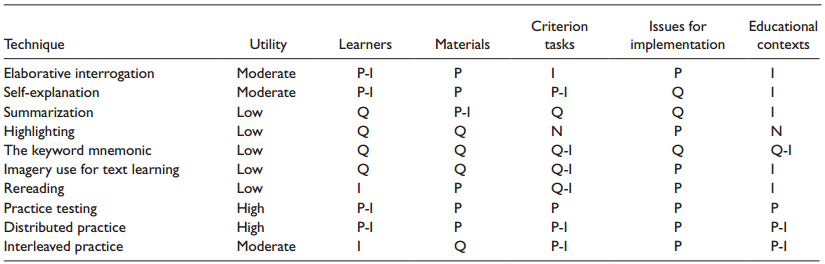 Criterion Issues for Educational
Technique Utility Learners Materials tasks implementation contexts
Elaborative interrogation Moderate P-I P I P I
Self-explanation Moderate P-I P P-I Q I
Summarization Low Q P-I Q Q I
Highlighting Low Q Q N P N
The keyword mnemonic Low Q Q Q-I Q Q-I
Imagery use for text learning Low Q Q Q-I P I
Rereading Low I P Q-I P I
Practice testing High P-I P P P P
Distributed practice High P-I P P-I P P-I
Interleaved practice Moderate I Q P-I P P-I